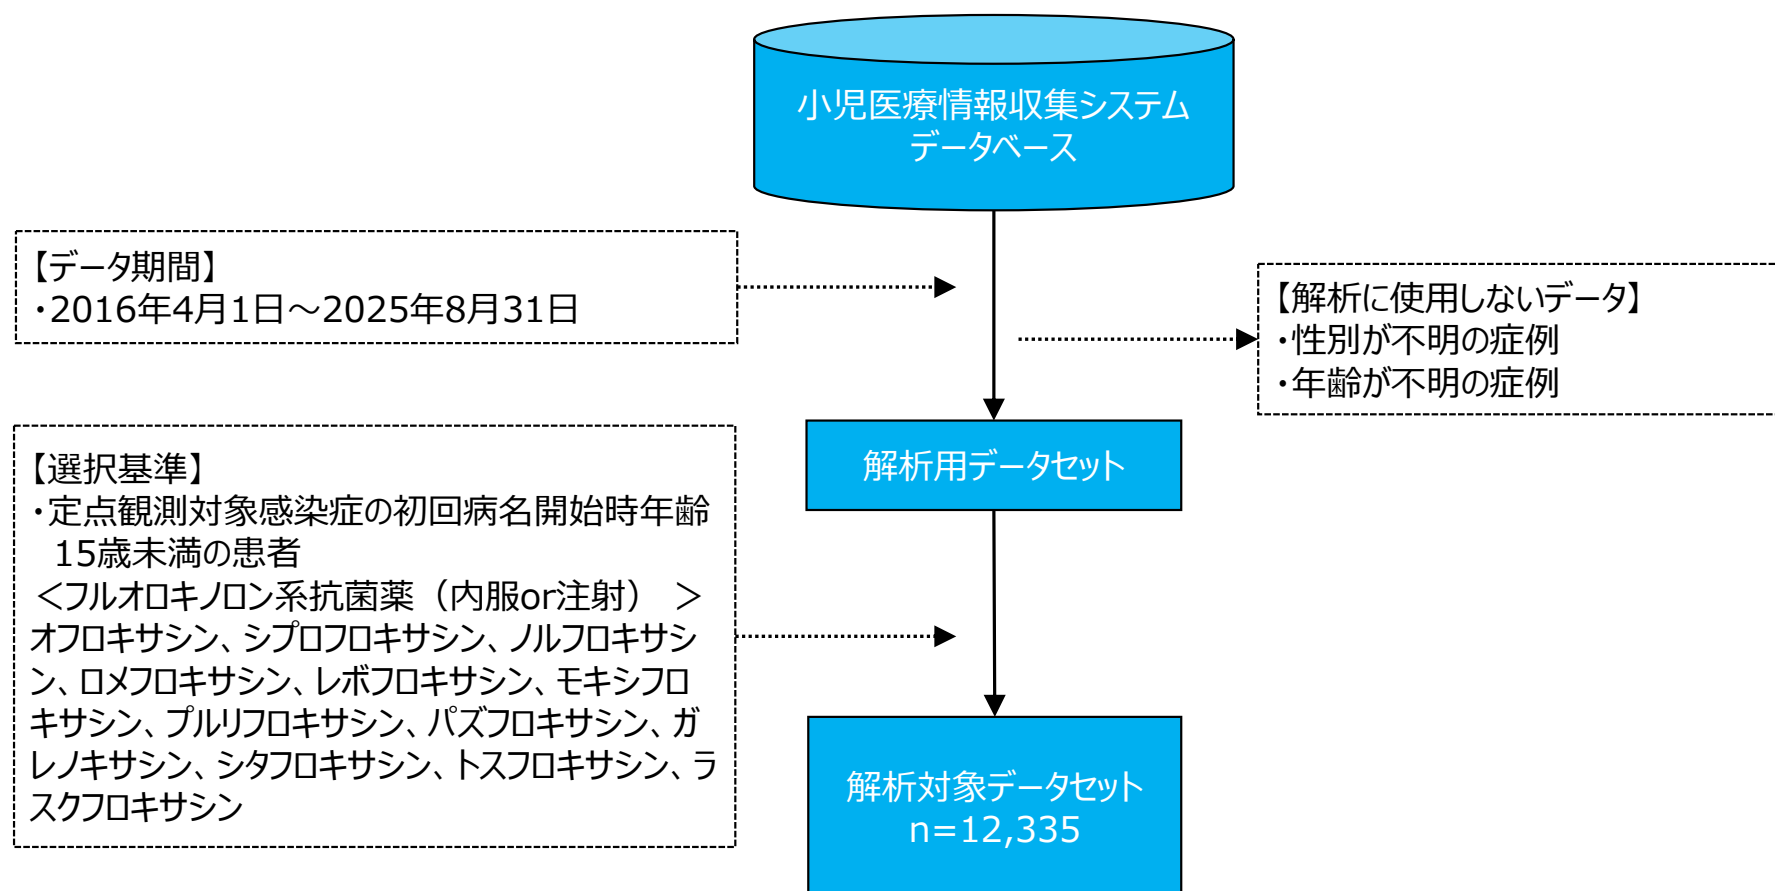 小児医療情報収集システム
データベース
【データ期間】
・2016年4月1日～2025年8月31日
【解析に使用しないデータ】
・性別が不明の症例
・年齢が不明の症例
解析用データセット
【選択基準】
・定点観測対象感染症の初回病名開始時年齢
15歳未満の患者
＜フルオロキノロン系抗菌薬（内服or注射） ＞
オフロキサシン、シプロフロキサシン、ノルフロキサシ
ン、ロメフロキサシン、レボフロキサシン、モキシフロ
キサシン、プルリフロキサシン、パズフロキサシン、ガ
レノキサシン、シタフロキサシン、トスフロキサシン、ラ
スクフロキサシン
解析対象データセット
n=12,335